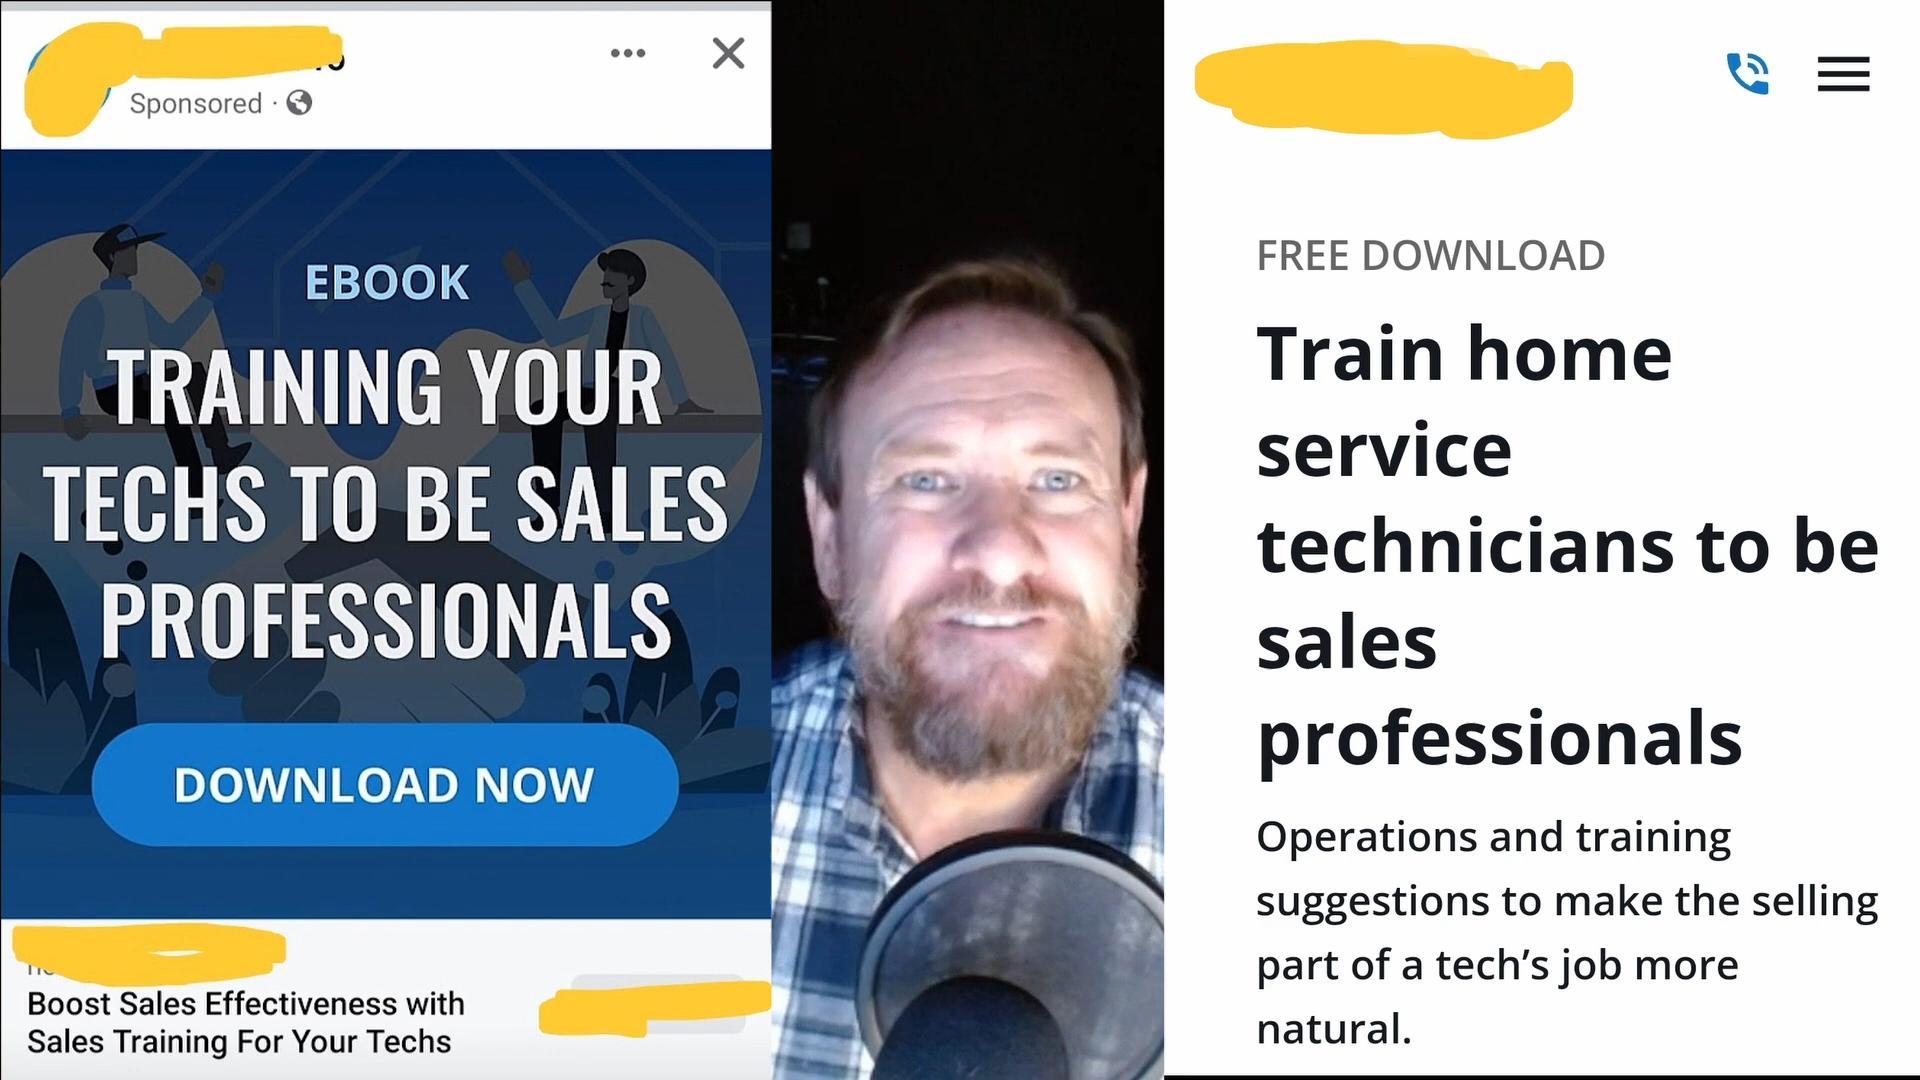 Sponsored ·
EBOOK
TRAINING YOUR
TECHS TO BE SALES
PROFESSIONALS
DOWNLOAD NOW
Boost Sales Effectiveness with
Sales Training For Your Techs
FREE DOWNLOAD
Train home
service
technicians to be
sales
professionals
Operations and training
suggestions to make the selling
part of a tech’s job more
natural.